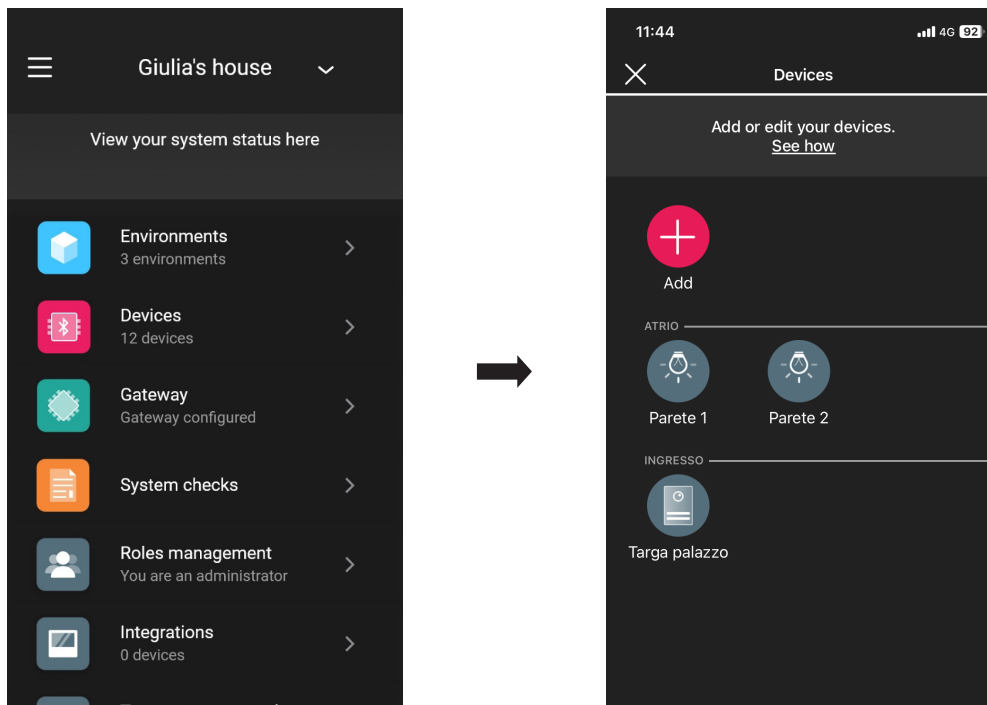 Giulia's house
View your system status here
Environments
3 environments
Devices
12 devices
Gateway
Gateway configured
System checks
Roles management
You are an administrator
Integrations
0 devices
11:44
4G 92
Devices
Add or edit your devices.
See how
Add
ATRIO
Parete 1
Parete 2
INGRESSO
Targa palazzo